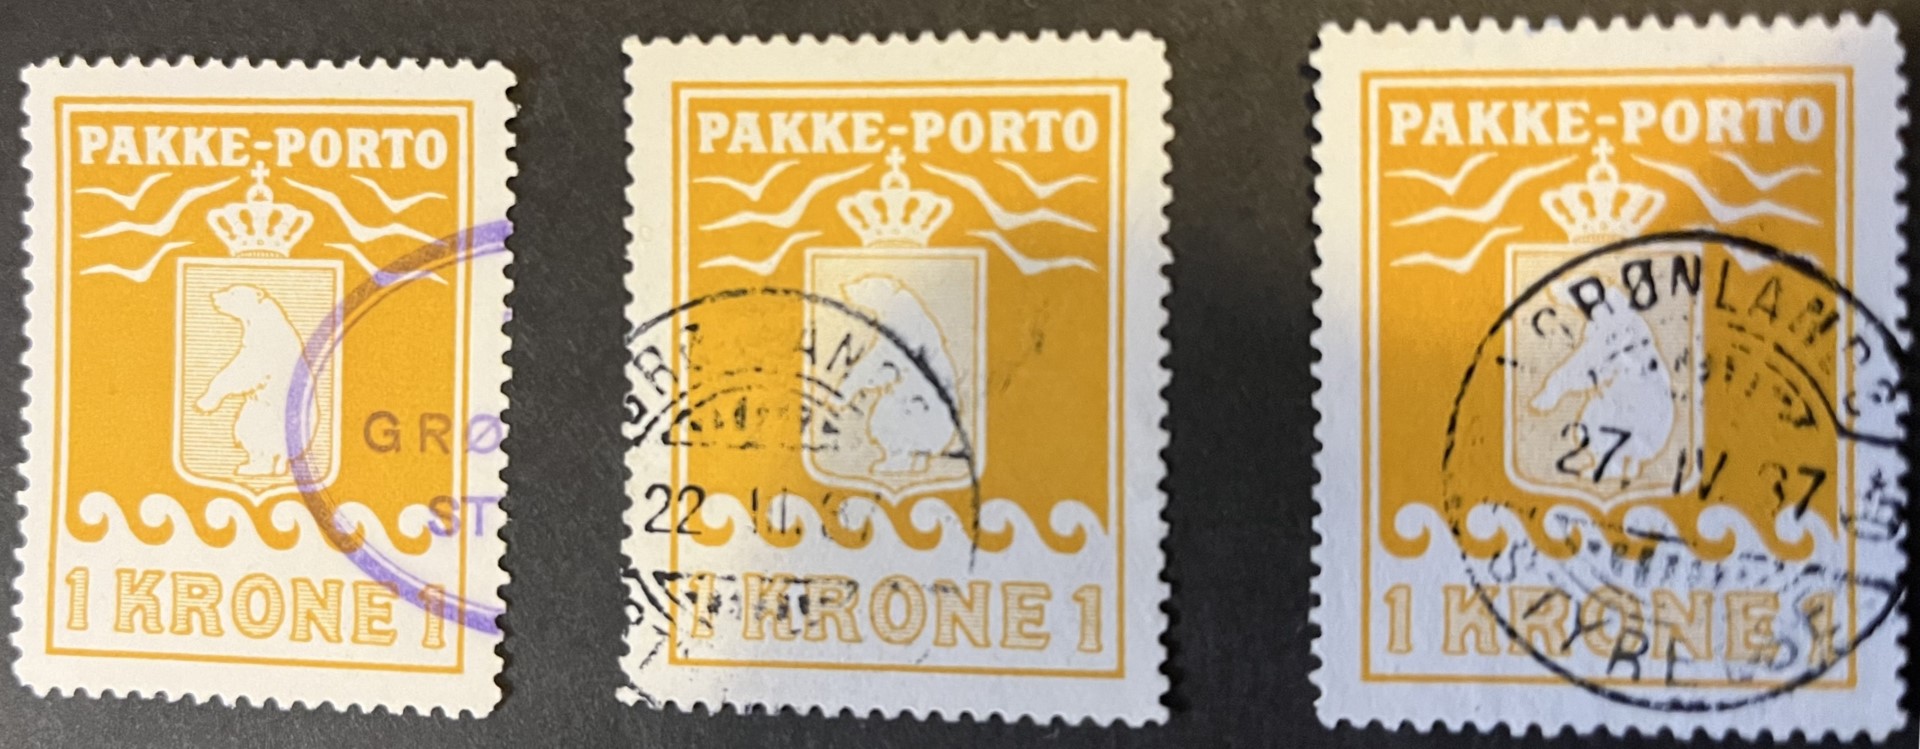 PAKKE-PORTO
GRØ
ST
1 KRONE 1
PAKKE-PORTO
22
1 KRONE 1
PAKKE-PORTO
GRØNLANDS
27. IV. 37
STYRELSE
1 KRONE 1